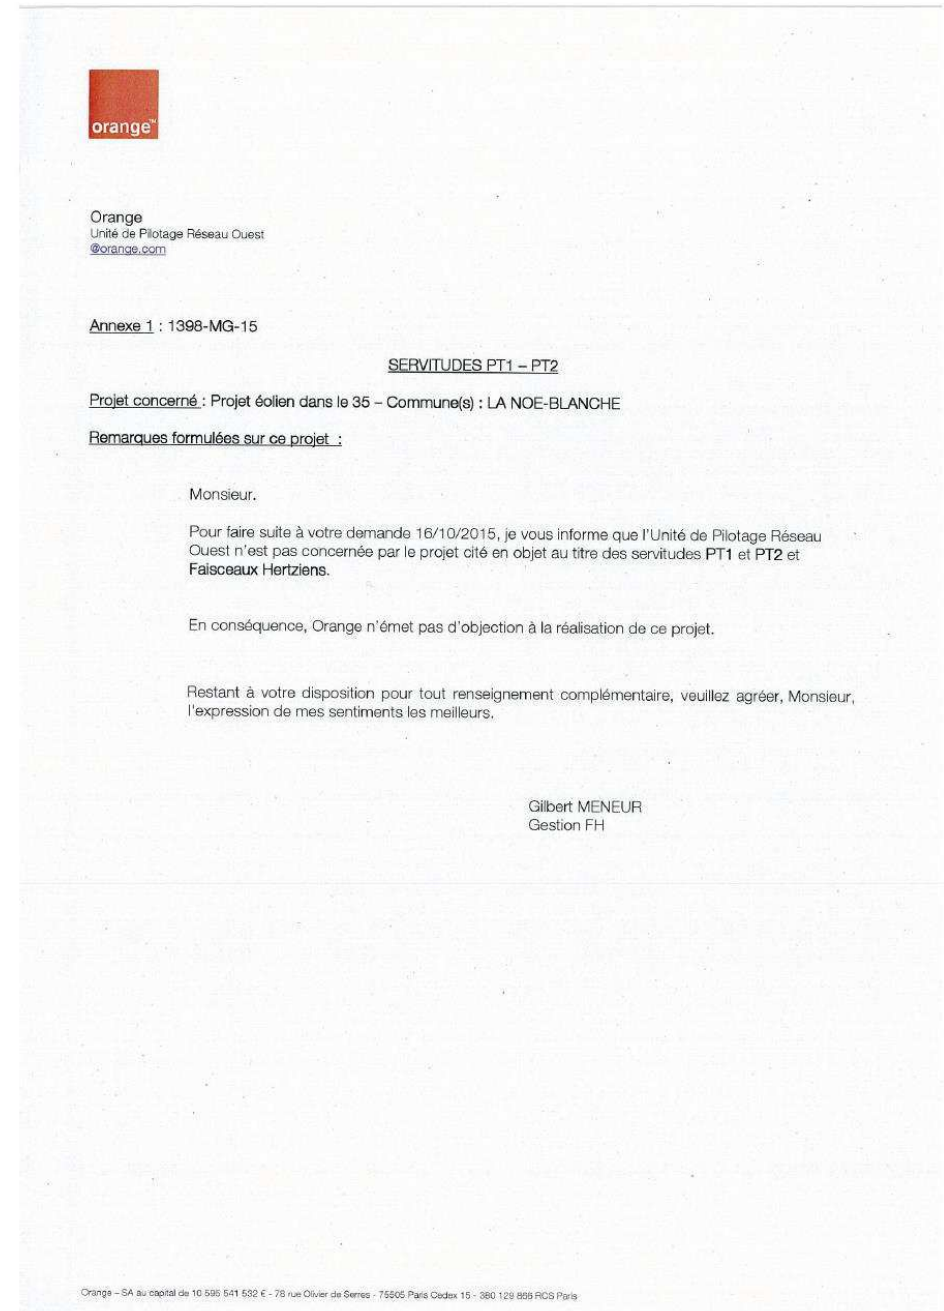 orange™
Orange
Unité de Pilotage Réseau Ouest
@orange.com
Annexe 1 : 1398-MG-15
SERVITUDES PT1 – PT2
Projet concerné : Projet éolien dans le 35 – Commune(s) : LA NOE-BLANCHE
Remarques formulées sur ce projet :
Monsieur.
Pour faire suite à votre demande 16/10/2015, je vous informe que l'Unité de Pilotage Réseau
Ouest n'est pas concernée par le projet cité en objet au titre des servitudes PT1 et PT2 et
Faisceaux Hertziens.
En conséquence, Orange n'émet pas d'objection à la réalisation de ce projet.
Restant à votre disposition pour tout renseignement complémentaire, veuillez agréer, Monsieur,
l'expression de mes sentiments les meilleurs.
Gilbert MENEUR
Gestion FH
Orange – SA au capital de 10 595 541 532 € - 78 rue Olivier de Serres - 75505 Paris Cedex 15 - 380 129 866 RCS Paris